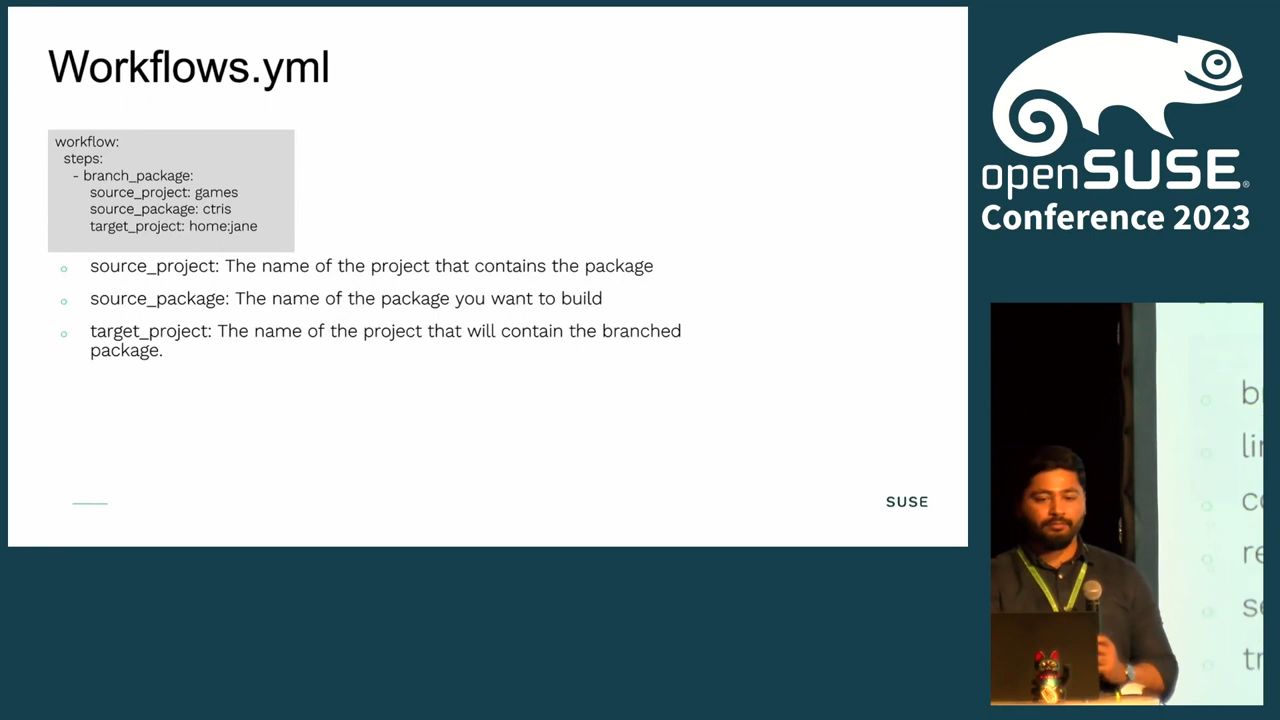 Workflows.yml
workflow:
steps:
- branch_package:
source_project: games
source_package: ctris
target_project: home:jane
source_project: The name of the project that contains the package
source_package: The name of the package you want to build
target_project: The name of the project that will contain the branched
package.
SUSE
openSUSE®
Conference 2023